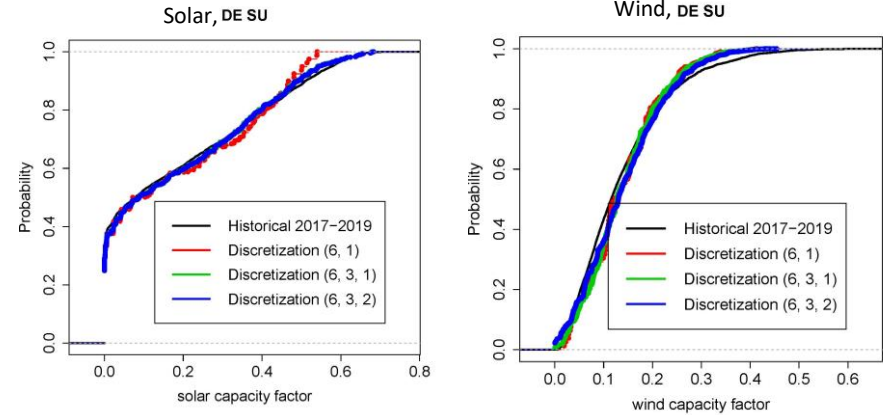 Solar, DE SU
Probability
1.0
0.8
0.6
0.4
0.2
0.0
Historical 2017−2019
Discretization (6, 1)
Discretization (6, 3, 1)
Discretization (6, 3, 2)
0.0 0.2 0.4 0.6 0.8
solar capacity factor
Wind, DE SU
Probability
1.0
0.8
0.6
0.4
0.2
0.0
Historical 2017−2019
Discretization (6, 1)
Discretization (6, 3, 1)
Discretization (6, 3, 2)
0.0 0.1 0.2 0.3 0.4 0.5 0.6
wind capacity factor